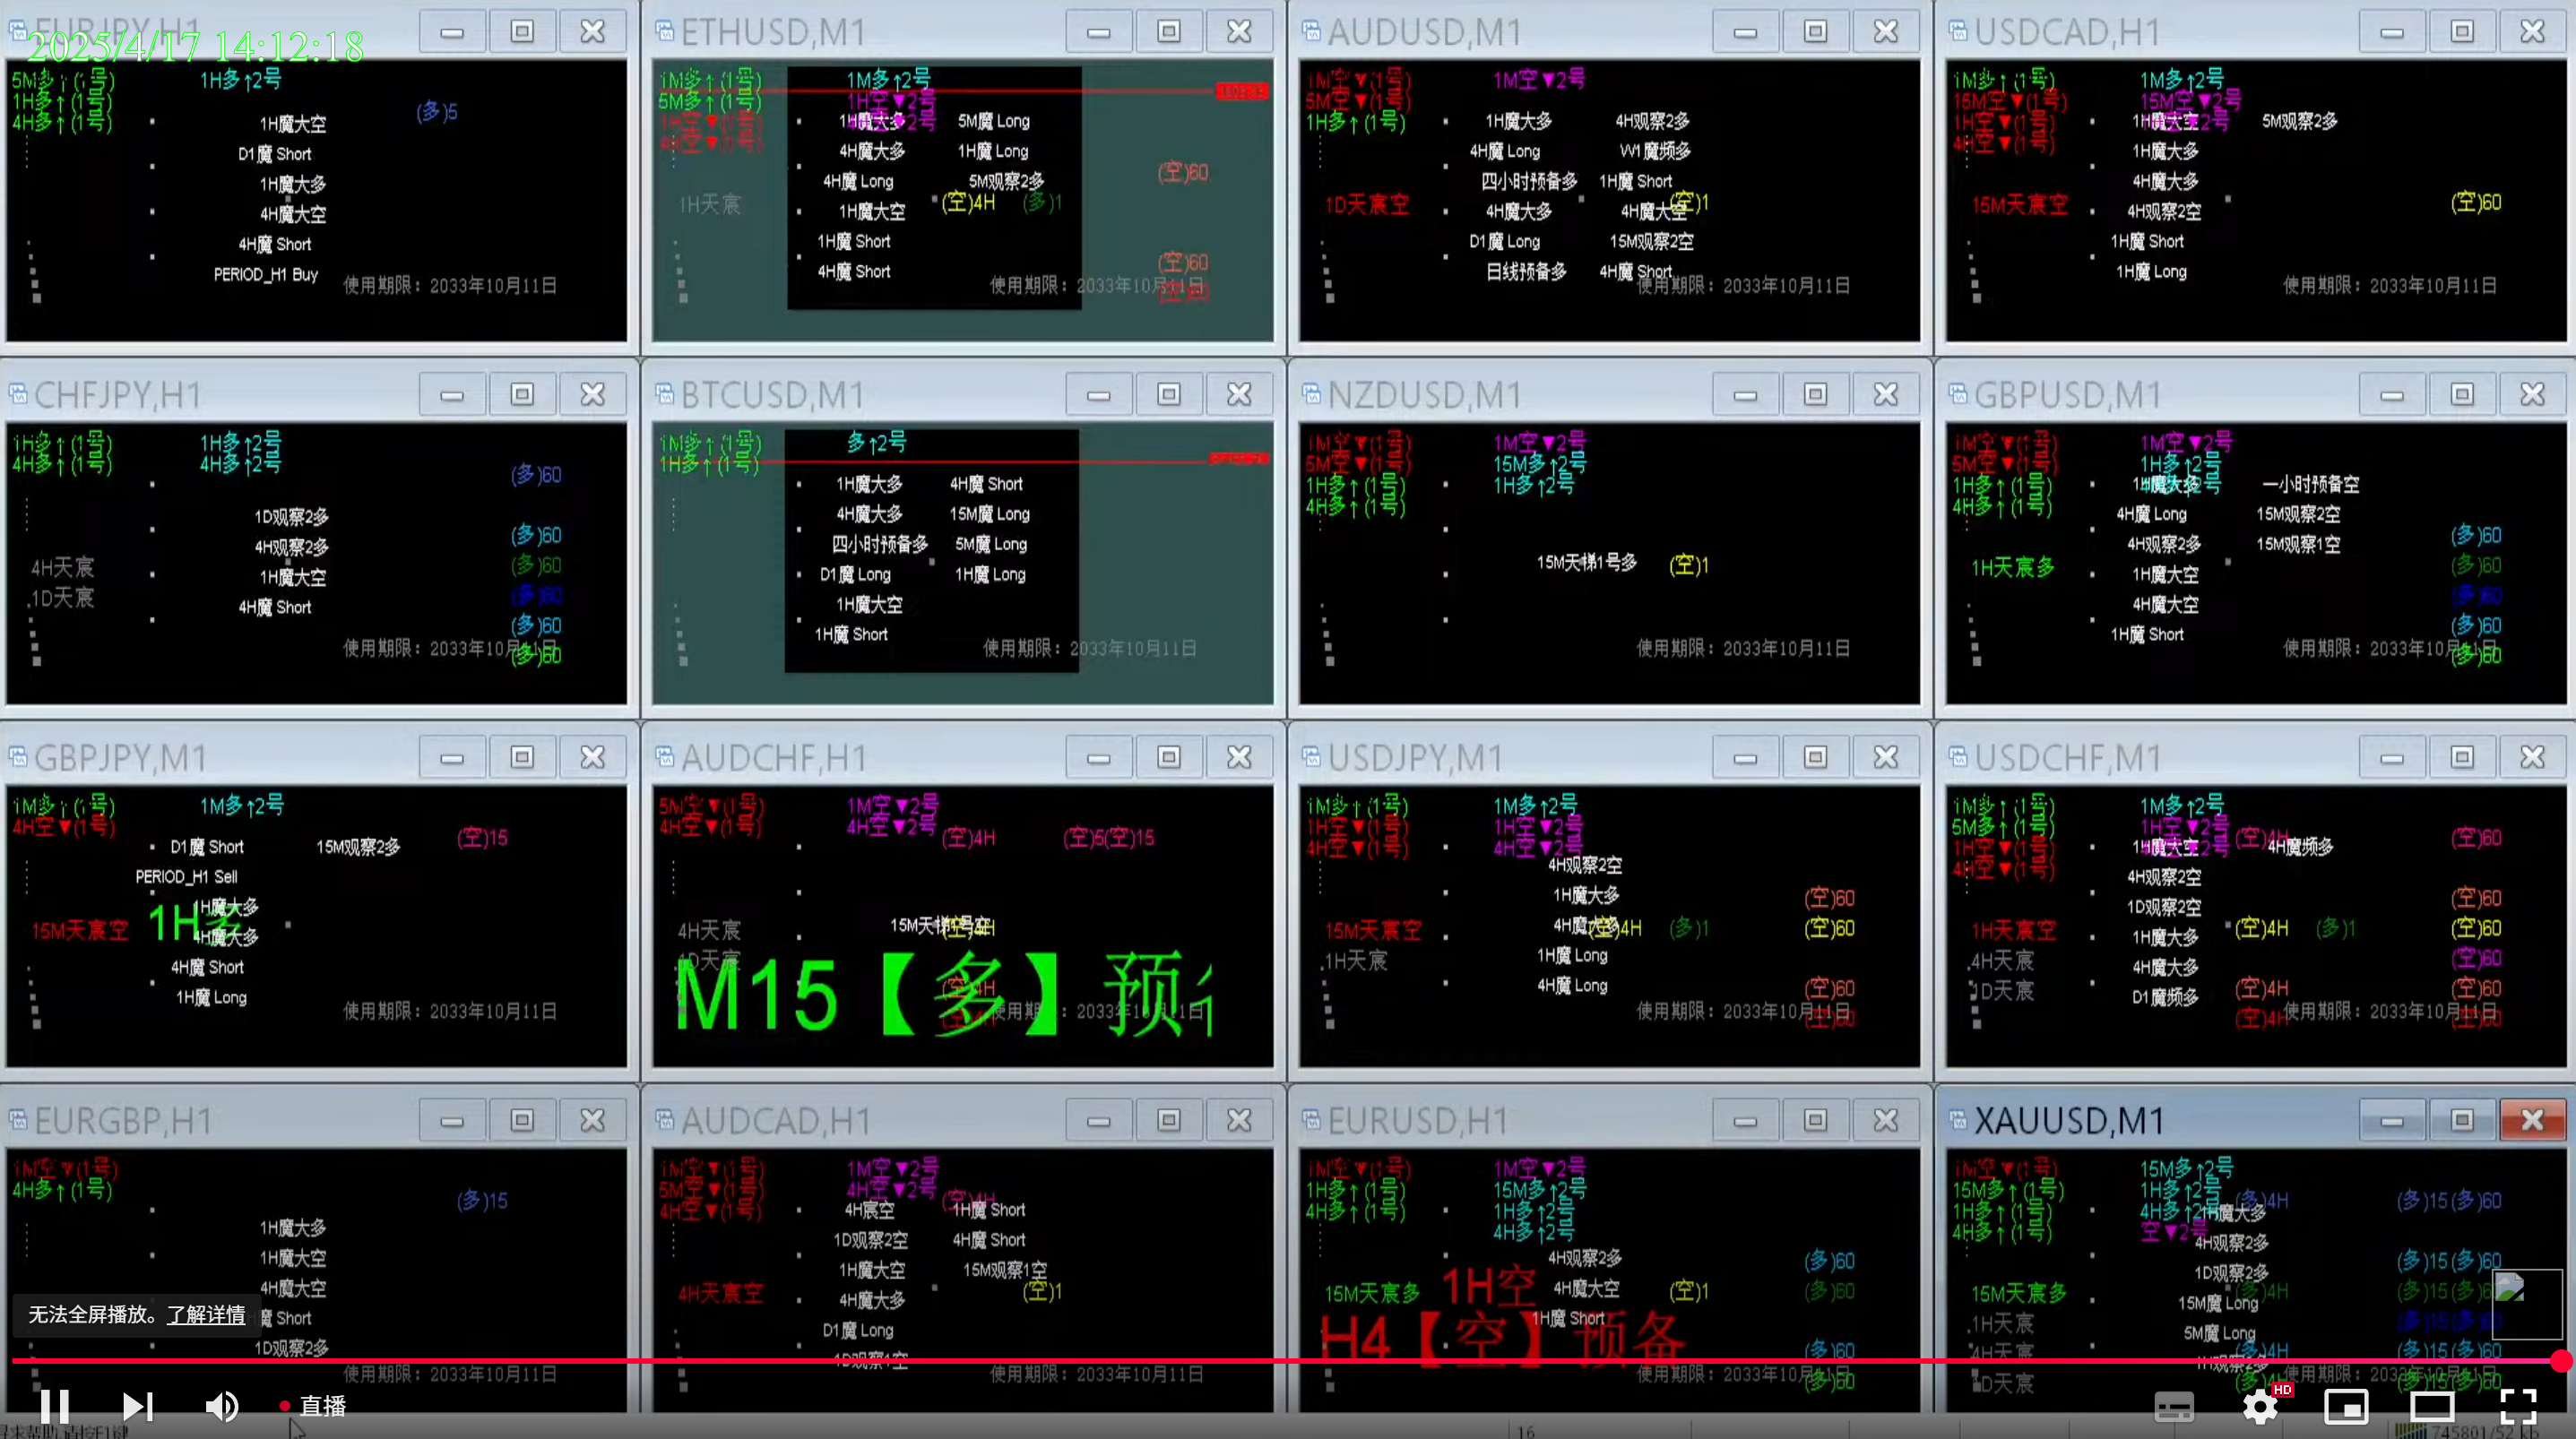 EURJPY,H1
2025/4/17 14:12:18
5M多↑(1号) 1H多↑2号
1H多↑(1号)
4H多↑(1号)
(多)5
1H魔大空
D1魔 Short
1H魔大多
4H魔大空
4H魔 Short
PERIOD_H1 Buy
使用期限：2033年10月11日
ETHUSD,M1
1M多↑(1号) 1M多↑2号
5M多↑(1号) 1H空▼2号
1H空▼(1号)
4H空▼(1号)
1H魔大多 5M魔 Long
4H魔大多 1H魔 Long
(空)60
4H魔 Long 5M观察2多
1H天宸 (空)4H (多)1
1H魔大空
1H魔 Short
(空)60
4H魔 Short
使用期限：2033年10月11日
(空)60
AUDUSD,M1
1M空▼(1号) 1M空▼2号
5M空▼(1号)
1H多↑(1号)
1H魔大多 4H观察2多
4H魔 Long W1魔频多
四小时预备多 1H魔 Short
1D天宸空 (空)1
4H魔大多 4H魔大空
D1魔 Long 15M观察2空
日线预备多 4H魔 Short
使用期限：2033年10月11日
USDCAD,H1
1M多↑(1号) 1M多↑2号
15M空▼(1号) 15M空▼2号
1H空▼(1号)
4H空▼(1号)
1H魔大空 5M观察2多
1H魔大多
4H魔大多
15M天宸空 (空)60
4H观察2空
1H魔 Short
1H魔 Long
使用期限：2033年10月11日
CHFJPY,H1
1H多↑(1号) 1H多↑2号
4H多↑(1号) 4H多↑2号
(多)60
1D观察2多
(多)60
4H观察2多
4H天宸 (多)60
1H魔大空
1D天宸 (多)60
4H魔 Short
(多)60
使用期限：2033年10月11日
(多)60
BTCUSD,M1
1M多↑(1号) 多↑2号
1H多↑(1号)
1H魔大多 4H魔 Short
4H魔大多 15M魔 Long
四小时预备多 5M魔 Long
D1魔 Long 1H魔 Long
1H魔大空
1H魔 Short
使用期限：2033年10月11日
NZDUSD,M1
1M空▼(1号) 1M空▼2号
5M空▼(1号) 15M多↑2号
1H多↑(1号) 1H多↑2号
4H多↑(1号)
15M天梯1号多 (空)1
使用期限：2033年10月11日
GBPUSD,M1
1M空▼(1号) 1M空▼2号
5M空▼(1号) 1H多↑2号
1H多↑(1号)
4H多↑(1号)
1H魔大多 一小时预备空
4H魔 Long 15M观察2空
(多)60
4H观察2多 15M观察1空
1H天宸多 (多)60
1H魔大空
(多)60
4H魔大空
(多)60
1H魔 Short
使用期限：2033年10月11日
(多)60
GBPJPY,M1
1M多↑(1号) 1M多↑2号
4H空▼(1号)
(空)15
D1魔 Short 15M观察2多
PERIOD_H1 Sell
1H魔大多
15M天宸空 1H多
4H魔大多
4H魔 Short
1H魔 Long
使用期限：2033年10月11日
AUDCHF,H1
5M空▼(1号) 1M空▼2号
4H空▼(1号) 4H空▼2号
(空)4H (空)5(空)15
4H天宸 15M天梯1号空 (空)4H
1D天宸
M15【多】预
(空)4H
使用期限：2033年10月11日
(空)4H
USDJPY,M1
1M多↑(1号) 1M多↑2号
1H空▼(1号) 1H空▼2号
4H空▼(1号) 4H空▼2号
4H观察2空
1H魔大多
(空)60
15M天宸空 4H魔大多 (空)4H (多)1 (空)60
1H天宸 1H魔 Long
4H魔 Long (空)60
使用期限：2033年10月11日
(空)60
USDCHF,M1
1M多↑(1号) 1M多↑2号
5M多↑(1号) 1H空▼2号
1H空▼(1号)
4H空▼(1号)
(空)4H (空)60
1H魔大空 4H魔频多
4H观察2空
(空)60
1D观察2空
1H天宸空 (空)4H (多)1 (空)60
1H魔大多
4H天宸 4H魔大多 (空)60
1D天宸 D1魔频多 (空)4H (空)60
使用期限：2033年10月11日
(空)4H (空)60
EURGBP,H1
1M空▼(1号)
4H多↑(1号)
(多)15
1H魔大多
1H魔大空
4H魔大空
魔 Short
1D观察2多
使用期限：2033年10月11日
AUDCAD,H1
1M空▼(1号) 1M空▼2号
5M空▼(1号) 4H空▼2号
4H空▼(1号) (空)4H
4H宸空 1H魔 Short
1D观察2空 4H魔 Short
1H魔大空 15M观察1空
4H天宸空 (空)1
4H魔大多
D1魔 Long
1D观察1空
使用期限：2033年10月11日
EURUSD,H1
1M空▼(1号) 1M空▼2号
1H多↑(1号) 15M多↑2号
4H多↑(1号) 1H多↑2号
4H多↑2号
4H观察2多 (多)60
15M天宸多 1H空 4H魔大空 (空)1 (多)60
1H魔 Short
H4【空】预备
(多)60
使用期限：2033年10月11日
(多)60
XAUUSD,M1
1M空▼(1号) 15M多↑2号
15M多↑(1号) 1H多↑2号
1H多↑(1号) 4H多↑2号
4H多↑(1号) 空▼2号
(多)4H (多)15(多)60
1H魔大多
4H观察2多
(多)15(多)60
1D观察2多
15M天宸多
15M魔 Long
1H天宸
5M魔 Long
4H天宸 (多)4H (多)15(多)60
1H观察2多
使用期限：2033年10月11日
1D天宸
无法全屏播放。了解详情
直播
HD
16
745801/52 kb